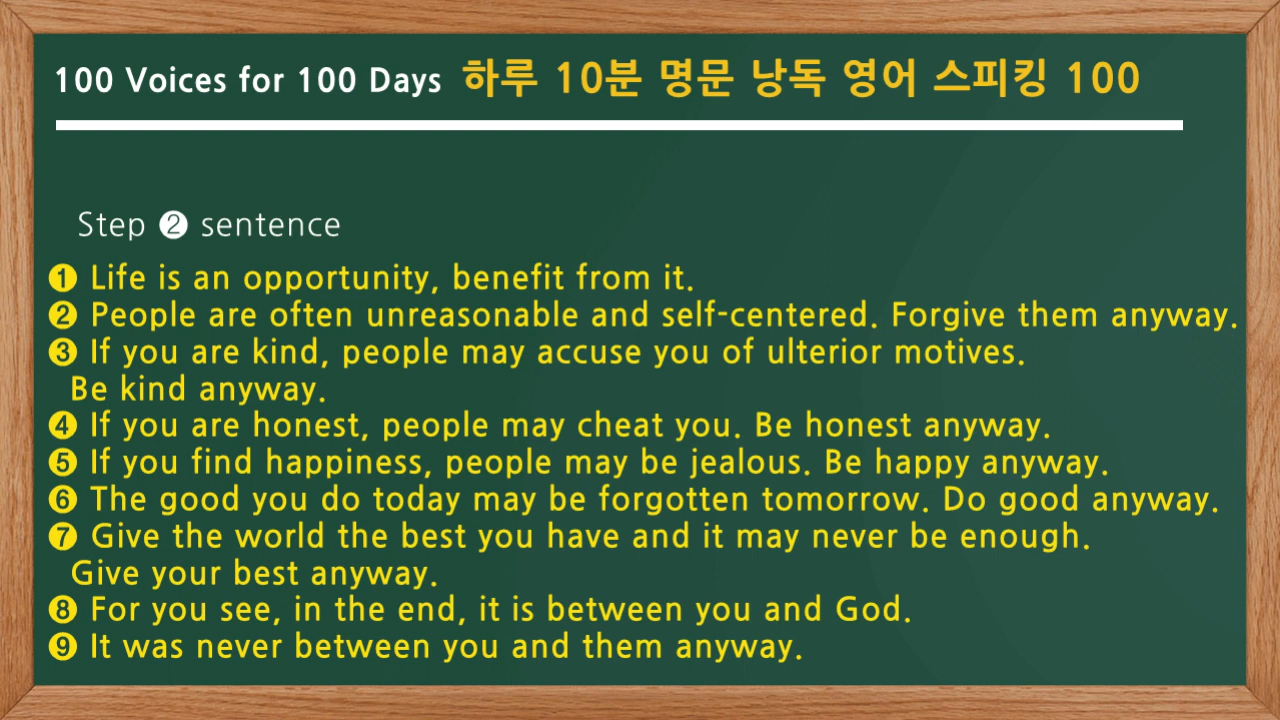 100 Voices for 100 Days 하루 10분 명문 낭독 영어 스피킹 100
Step ❷ sentence
❶ Life is an opportunity, benefit from it.
❷ People are often unreasonable and self-centered. Forgive them anyway.
❸ If you are kind, people may accuse you of ulterior motives.
Be kind anyway.
❹ If you are honest, people may cheat you. Be honest anyway.
❺ If you find happiness, people may be jealous. Be happy anyway.
❻ The good you do today may be forgotten tomorrow. Do good anyway.
❼ Give the world the best you have and it may never be enough.
Give your best anyway.
❽ For you see, in the end, it is between you and God.
❾ It was never between you and them anyway.